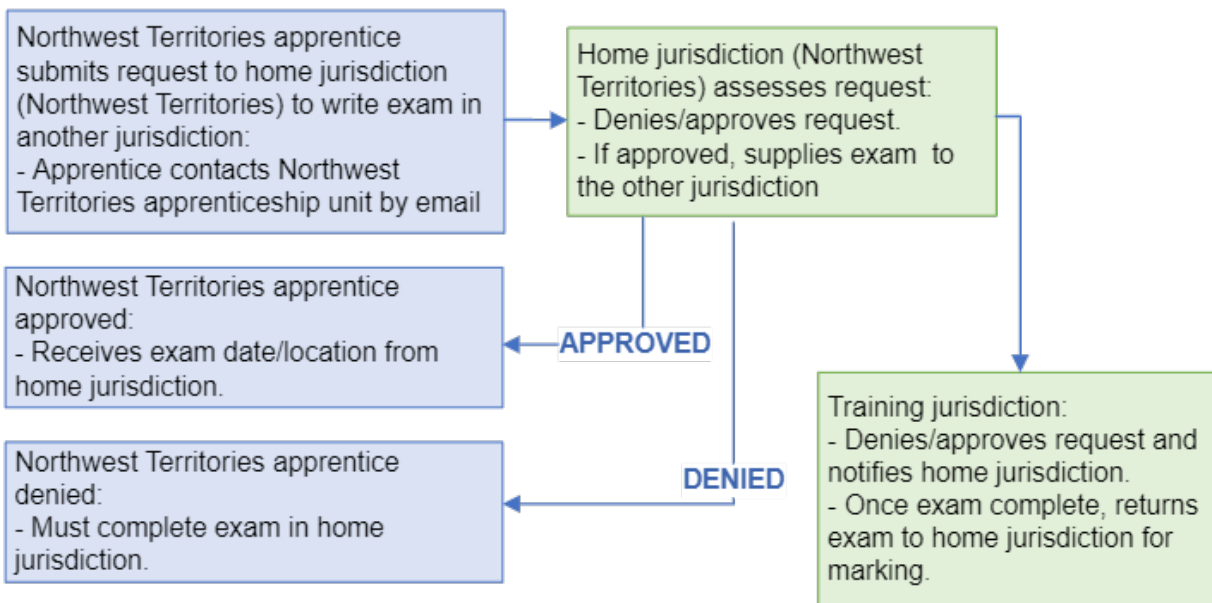 Northwest Territories apprentice
submits request to home jurisdiction
(Northwest Territories) to write exam in
another jurisdiction:
- Apprentice contacts Northwest
Territories apprenticeship unit by email
Home jurisdiction (Northwest
Territories) assesses request:
- Denies/approves request.
- If approved, supplies exam  to
the other jurisdiction
Northwest Territories apprentice
approved:
- Receives exam date/location from
home jurisdiction.
APPROVED
Northwest Territories apprentice
denied:
- Must complete exam in home
jurisdiction.
DENIED
Training jurisdiction:
- Denies/approves request and
notifies home jurisdiction.
- Once exam complete, returns
exam to home jurisdiction for
marking.